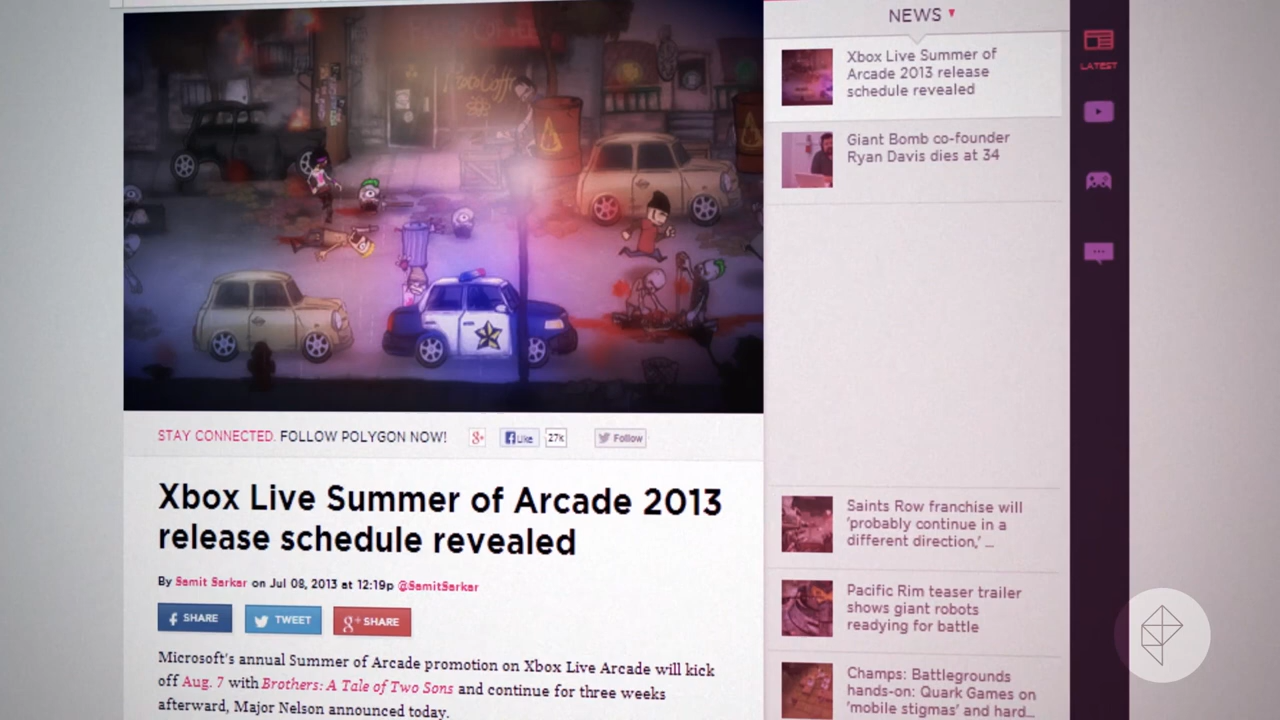 NEWS
Xbox Live Summer of
Arcade 2013 release
schedule revealed
LATEST
Giant Bomb co-founder
Ryan Davis dies at 34
STAY CONNECTED. FOLLOW POLYGON NOW!
8+
Like
27k
Follow
Xbox Live Summer of Arcade 2013
release schedule revealed
By Samit Sarkar on Jul 08, 2013 at 12:19p @SamitSarkar
SHARE
TWEET
g+ SHARE
Microsoft's annual Summer of Arcade promotion on Xbox Live Arcade will kick
off Aug. 7 with Brothers: A Tale of Two Sons and continue for three weeks
afterward, Major Nelson announced today.
Saints Row franchise will
'probably continue in a
different direction,' ...
Pacific Rim teaser trailer
shows giant robots
readying for battle
Champs: Battlegrounds
hands-on: Quark Games on
'mobile stigmas' and hard...